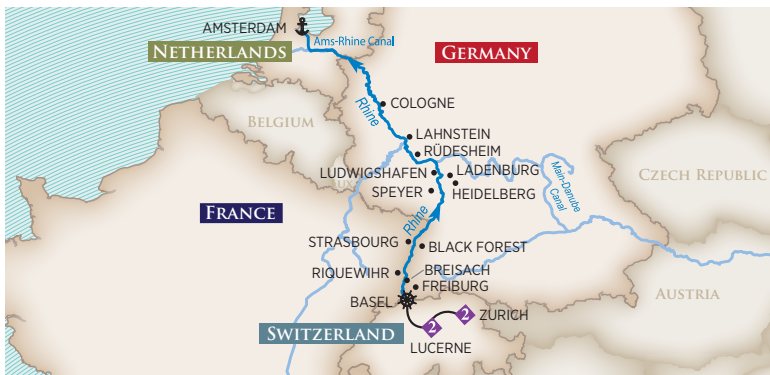 AMSTERDAM
Ams-Rhine Canal
NETHERLANDS
GERMANY
COLOGNE
Rhine
BELGIUM
LAHNSTEIN
RÜDESHEIM
LUDWIGSHAFEN
LADENBURG
SPEYER
HEIDELBERG
Main-Danube
Canal
CZECH REPUBLIC
FRANCE
Rhine
STRASBOURG
BLACK FOREST
RIQUEWIHR
BREISACH
FREIBURG
BASEL
AUSTRIA
2
2
ZÜRICH
SWITZERLAND
LUCERNE